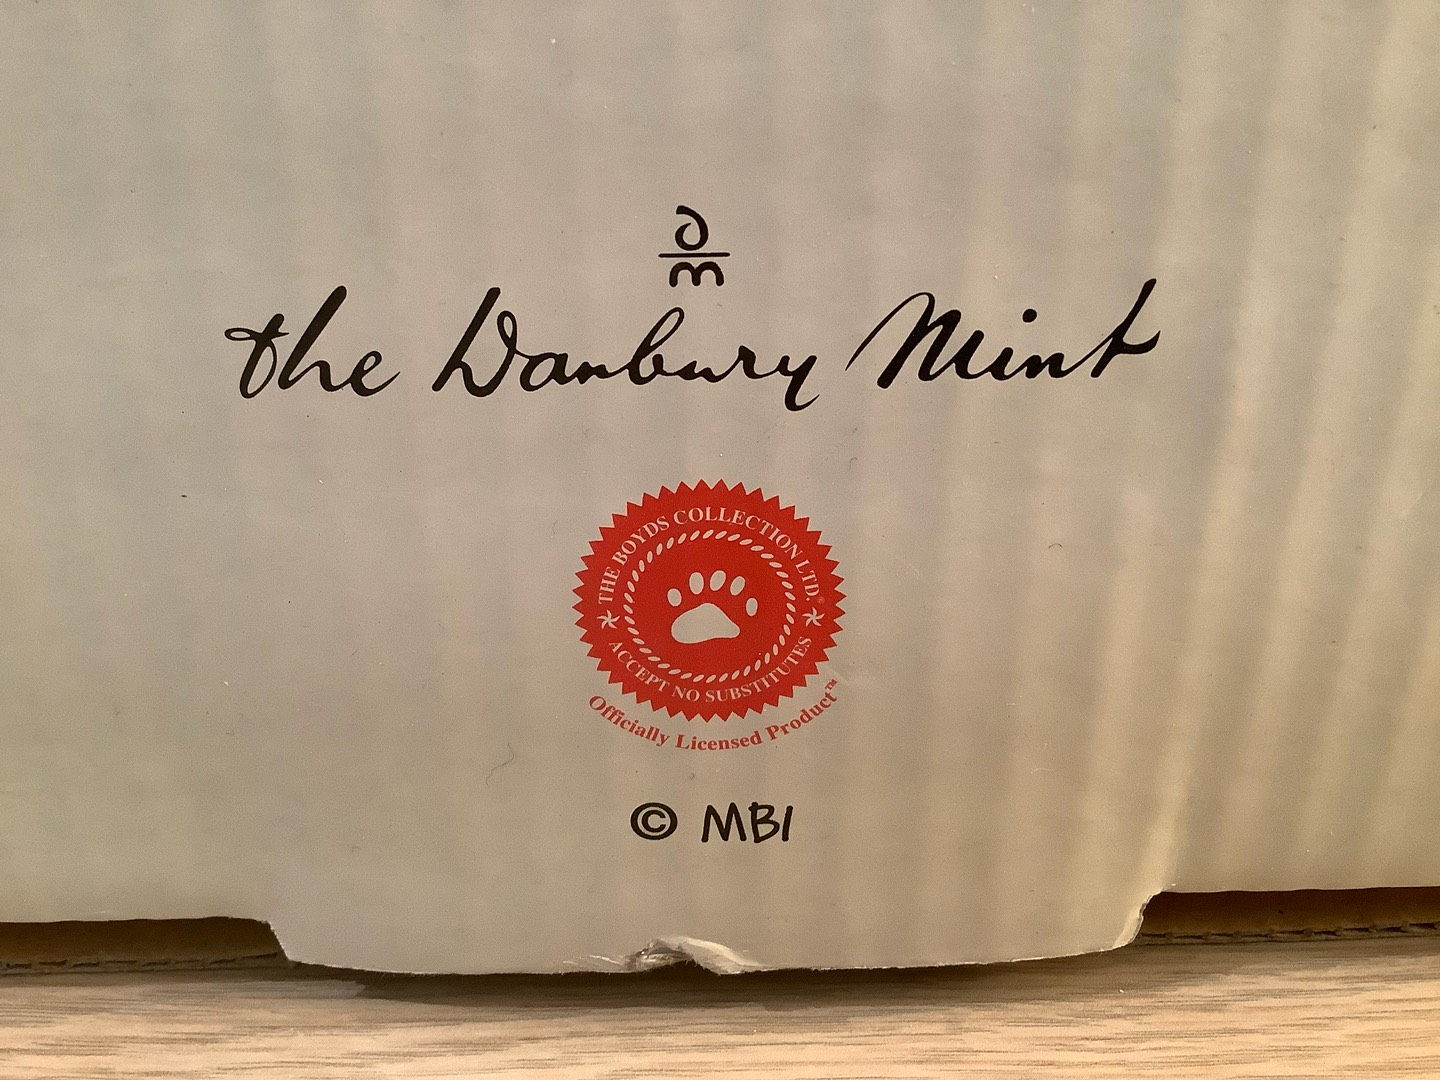 dm
the Danbury Mint
THE BOYDS COLLECTION LTD.®
ACCEPT NO SUBSTITUTES
Officially Licensed Product™
© MBI